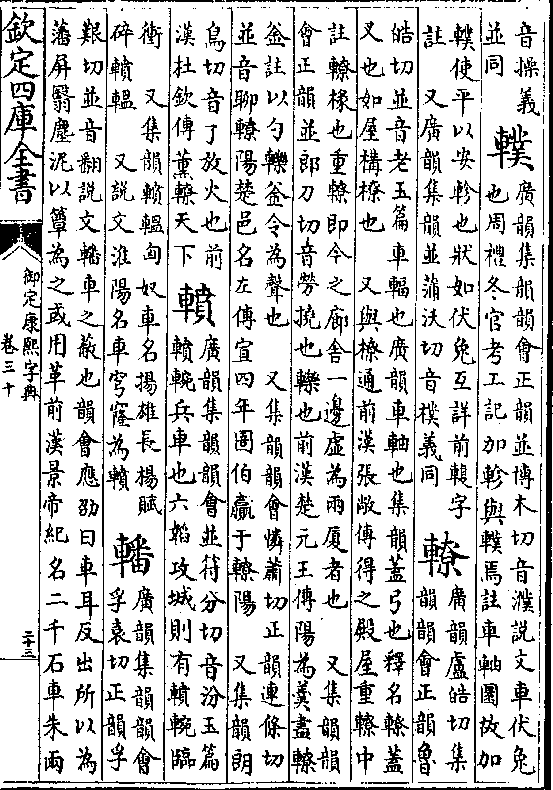 音操義
並同
轐
廣韻集韻韻會正韻並博木切音濮說文車伏兔
也周禮冬官考工記加軫與轐焉註車軸圍故加
轐使平以安軫也狀如伏兔互詳前䡜字
註　又廣韻集韻並蒲沃切音樸義同
轑
廣韻盧皓切集
韻韻會正韻魯
皓切並音老玉篇車輻也廣韻車軸也集韻蓋弓也釋名轑蓋
叉也如屋構橑也　又與橑通前漢張敞傳得之殿屋重轑中
註轑椽也重轑即今之廊舍一邊虛為兩厦者也　又集韻韻
會正韻並郎刀切音勞撓也轢也前漢楚元王傳陽為羮盡轑
釜註以勺轢釜令為聲也　又集韻韻會憐蕭切正韻連條切
並音聊轑陽楚邑名左傳宣四年圄伯嬴于轑陽　又集韻朗
鳥切音了放火也前
漢杜欽傳薰轑天下
轒
廣韻集韻韻會並符分切音汾玉篇
轒輓兵車也六韜攻城則有轒輓臨
衝　又集韻轒輼匈奴車名揚雄長楊賦
碎轒輼　又說文淮陽名車穹窿為轒
轓
廣韻集韻韻會
孚袁切正韻孚
艱切並音翻說文轓車之蔽也韻會應劭曰車耳反出所以為
藩屏翳塵泥以簟為之或用革前漢景帝紀名二千石車朱兩
欽定四庫全書
御定康熙字典
卷三十
二十三